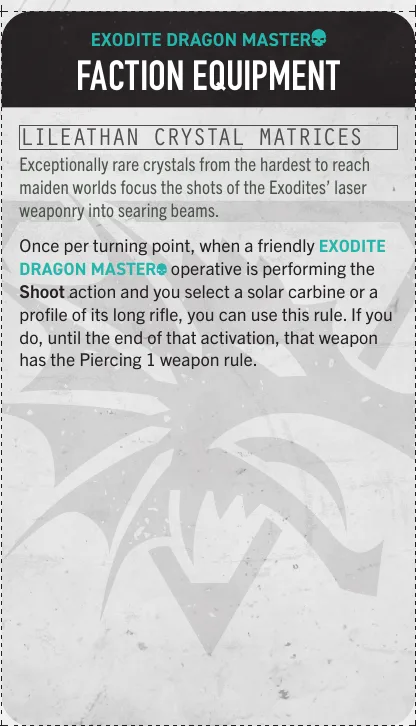 EXODITE DRAGON MASTER
FACTION EQUIPMENT
LILEATHAN CRYSTAL MATRICES
Exceptionally rare crystals from the hardest to reach
maiden worlds focus the shots of the Exodites' laser
weaponry into searing beams.
Once per turning point, when a friendly EXODITE
DRAGON MASTER operative is performing the
Shoot action and you select a solar carbine or a
profile of its long rifle, you can use this rule. If you
do, until the end of that activation, that weapon
has the Piercing 1 weapon rule.